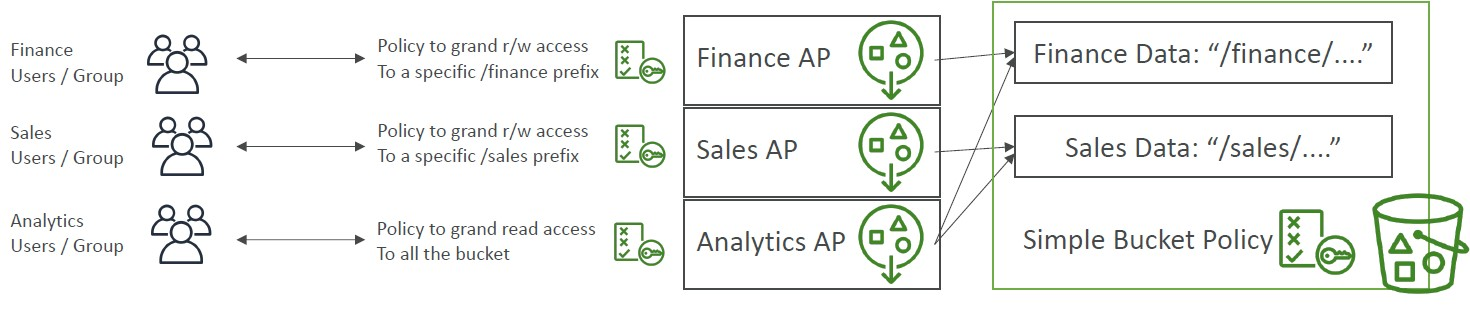 Finance
Users / Group
Policy to grand r/w access
To a specific /finance prefix
Finance AP
Finance Data: “/finance/....”
Sales
Users / Group
Policy to grand r/w access
To a specific /sales prefix
Sales AP
Sales Data: “/sales/....”
Analytics
Users / Group
Policy to grand read access
To all the bucket
Analytics AP
Simple Bucket Policy